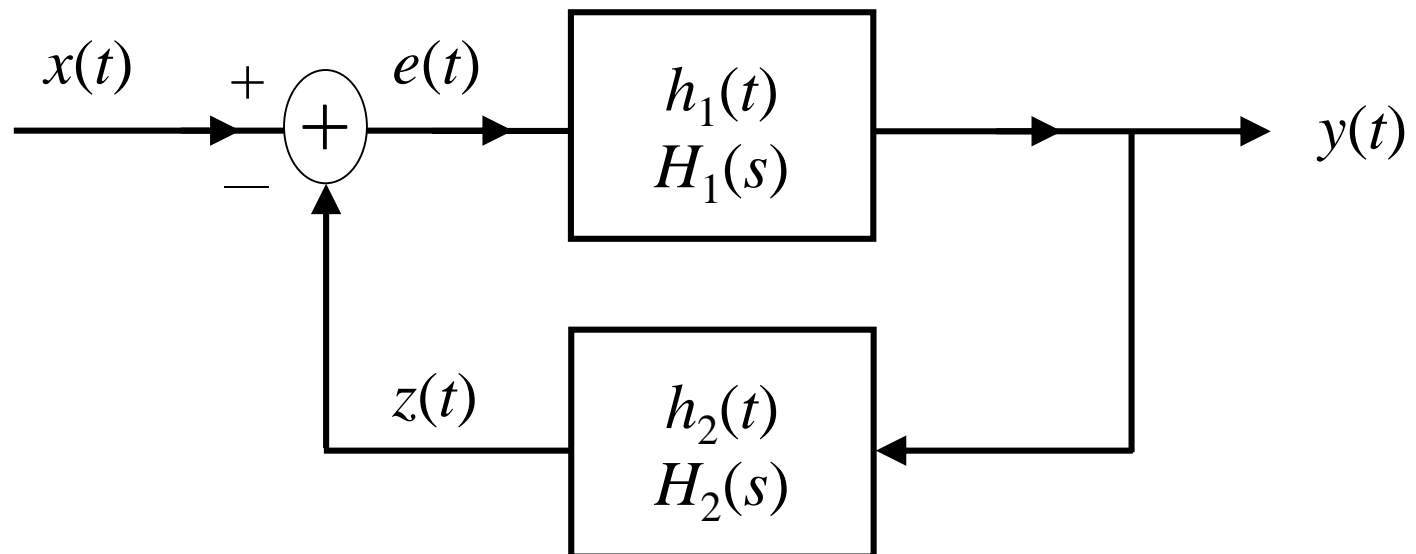 x(t)
+
e(t)
+
—
h₁(t)
H₁(s)
y(t)
z(t)
h₂(t)
H₂(s)